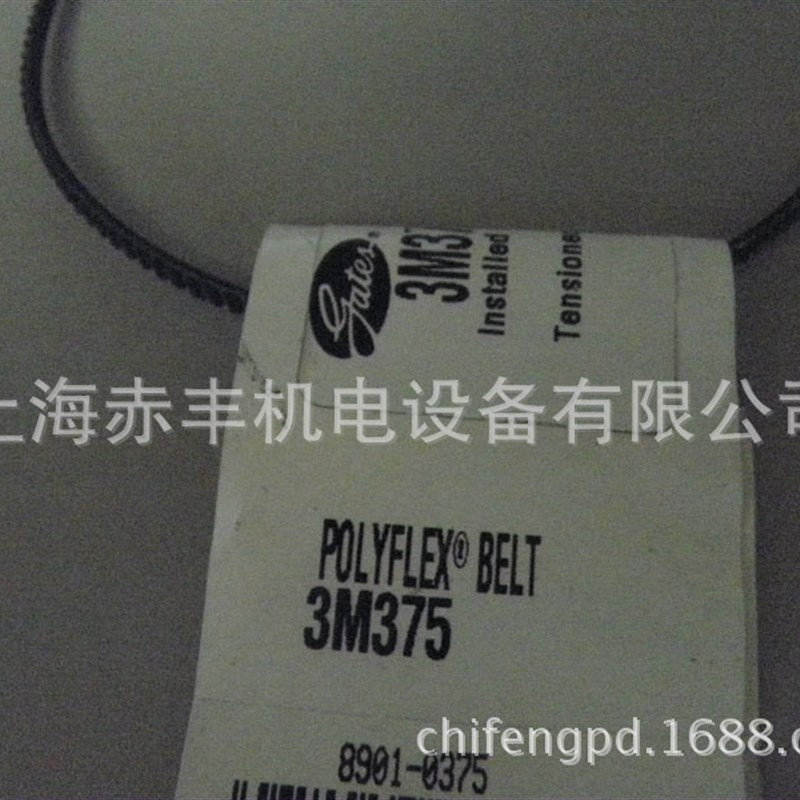 Gates®
3M37
Installed
Tensione
上海赤丰机电设备有限公司
POLYFLEX® BELT
3M375
chifengpd.1688.c
8901-0375